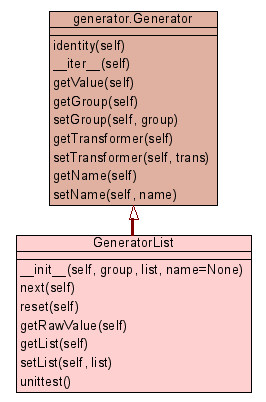 generator.Generator
identity(self)
__iter__(self)
getValue(self)
getGroup(self)
setGroup(self, group)
getTransformer(self)
setTransformer(self, trans)
getName(self)
setName(self, name)
GeneratorList
__init__(self, group, list, name=None)
next(self)
reset(self)
getRawValue(self)
getList(self)
setList(self, list)
unittest()